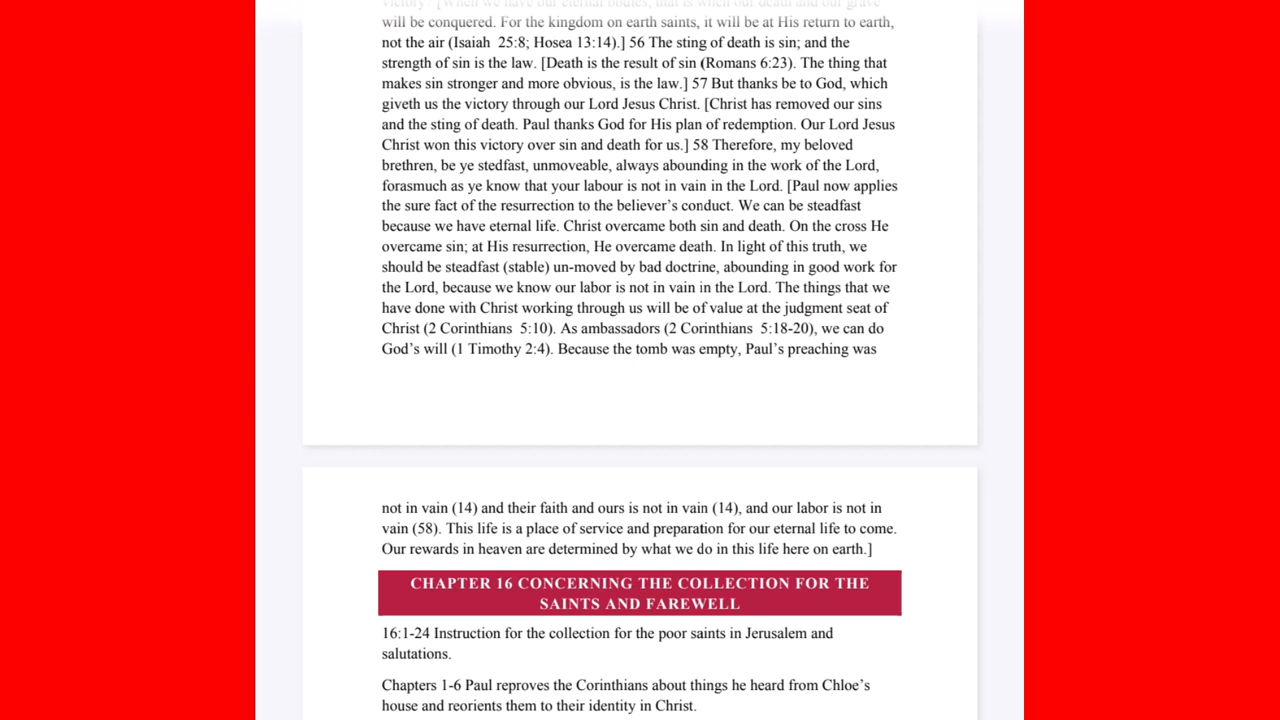 victory? [When we have our eternal bodies, that is when our death and our grave
will be conquered. For the kingdom on earth saints, it will be at His return to earth,
not the air (Isaiah 25:8; Hosea 13:14).] 56 The sting of death is sin; and the
strength of sin is the law. [Death is the result of sin (Romans 6:23). The thing that
makes sin stronger and more obvious, is the law.] 57 But thanks be to God, which
giveth us the victory through our Lord Jesus Christ. [Christ has removed our sins
and the sting of death. Paul thanks God for His plan of redemption. Our Lord Jesus
Christ won this victory over sin and death for us.] 58 Therefore, my beloved
brethren, be ye stedfast, unmoveable, always abounding in the work of the Lord,
forasmuch as ye know that your labour is not in vain in the Lord. [Paul now applies
the sure fact of the resurrection to the believer’s conduct. We can be steadfast
because we have eternal life. Christ overcame both sin and death. On the cross He
overcame sin; at His resurrection, He overcame death. In light of this truth, we
should be steadfast (stable) un-moved by bad doctrine, abounding in good work for
the Lord, because we know our labor is not in vain in the Lord. The things that we
have done with Christ working through us will be of value at the judgment seat of
Christ (2 Corinthians 5:10). As ambassadors (2 Corinthians 5:18-20), we can do
God’s will (1 Timothy 2:4). Because the tomb was empty, Paul’s preaching was
not in vain (14) and their faith and ours is not in vain (14), and our labor is not in
vain (58). This life is a place of service and preparation for our eternal life to come.
Our rewards in heaven are determined by what we do in this life here on earth.]
CHAPTER 16 CONCERNING THE COLLECTION FOR THE
SAINTS AND FAREWELL
16:1-24 Instruction for the collection for the poor saints in Jerusalem and
salutations.
Chapters 1-6 Paul reproves the Corinthians about things he heard from Chloe’s
house and reorients them to their identity in Christ.